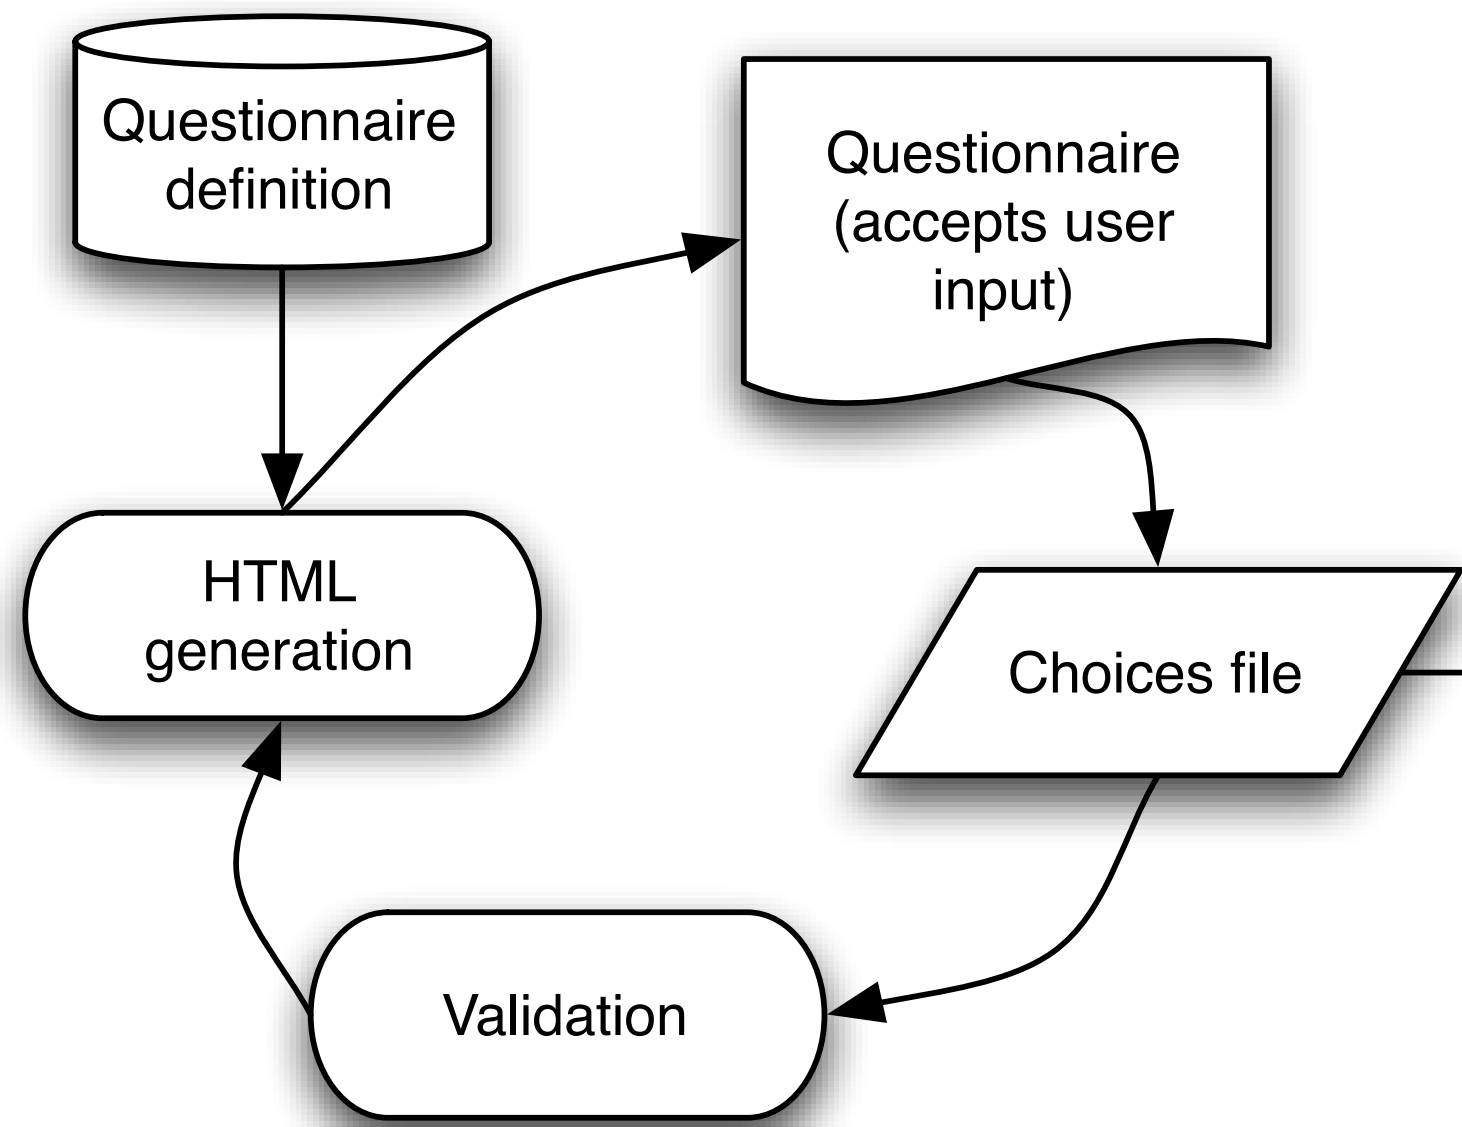 Questionnaire
definition
Questionnaire
(accepts user
input)
HTML
generation
Choices file
Validation